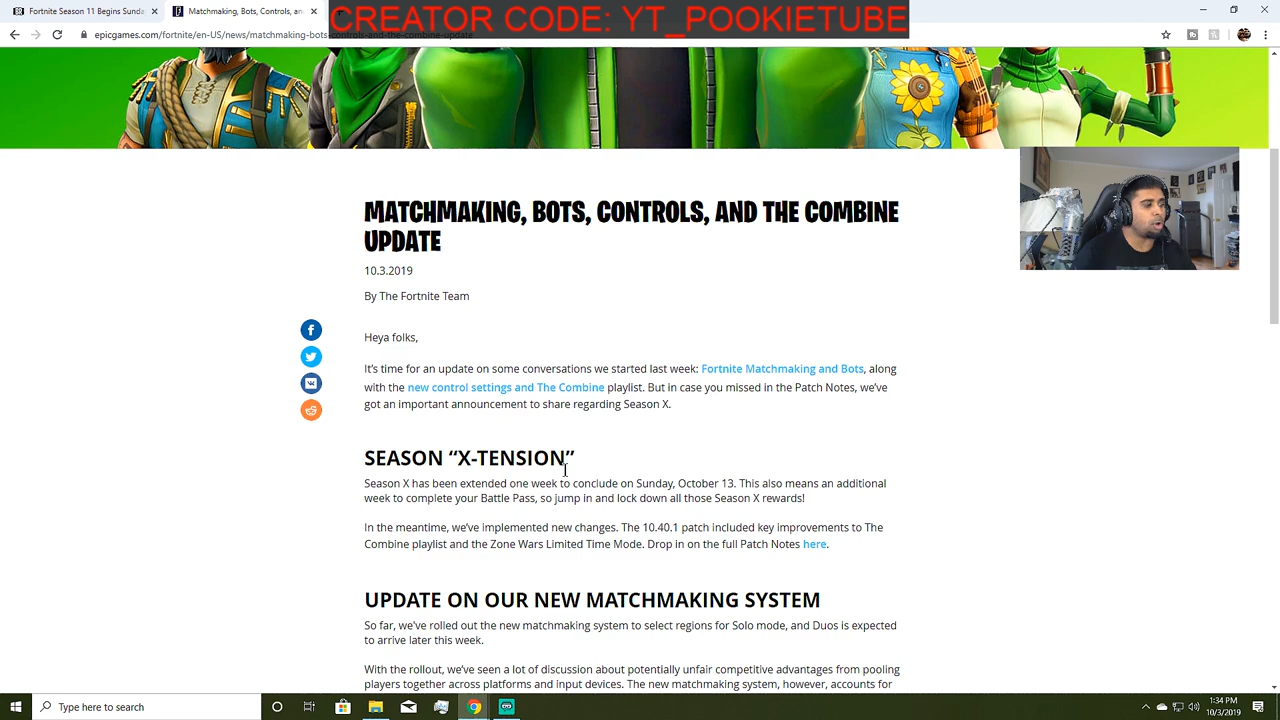 Fortnite Season 11 Begins Sunda
Matchmaking, Bots, Controls, an
CREATOR CODE: YT_POOKIETUBE
epicgames.com/fortnite/en-US/news/matchmaking-bots-controls-and-the-combine-update
MATCHMAKING, BOTS, CONTROLS, AND THE COMBINE
UPDATE
10.3.2019
By The Fortnite Team
Heya folks,
It's time for an update on some conversations we started last week: Fortnite Matchmaking and Bots, along
with the new control settings and The Combine playlist. But in case you missed in the Patch Notes, we've
got an important announcement to share regarding Season X.
SEASON “X-TENSION”
Season X has been extended one week to conclude on Sunday, October 13. This also means an additional
week to complete your Battle Pass, so jump in and lock down all those Season X rewards!
In the meantime, we've implemented new changes. The 10.40.1 patch included key improvements to The
Combine playlist and the Zone Wars Limited Time Mode. Drop in on the full Patch Notes here.
UPDATE ON OUR NEW MATCHMAKING SYSTEM
So far, we've rolled out the new matchmaking system to select regions for Solo mode, and Duos is expected
to arrive later this week.
With the rollout, we've seen a lot of discussion about potentially unfair competitive advantages from pooling
players together across platforms and input devices. The new matchmaking system, however, accounts for
Type here to search
1:34 PM
10/3/2019